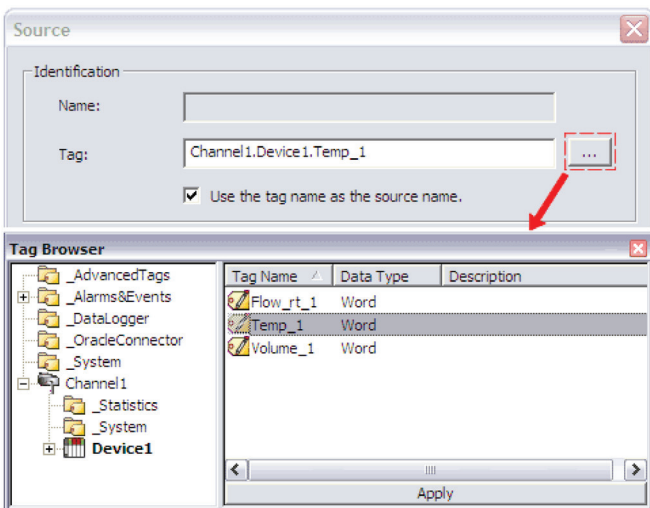 Source
Identification
Name:
Tag:
Channel1.Device1.Temp_1
...
Use the tag name as the source name.
Tag Browser
_AdvancedTags
_Alarms&Events
_DataLogger
_OracleConnector
_System
Channel1
_Statistics
_System
Device1
Tag Name Data Type Description
Flow_rt_1 Word
Temp_1 Word
Volume_1 Word
Apply